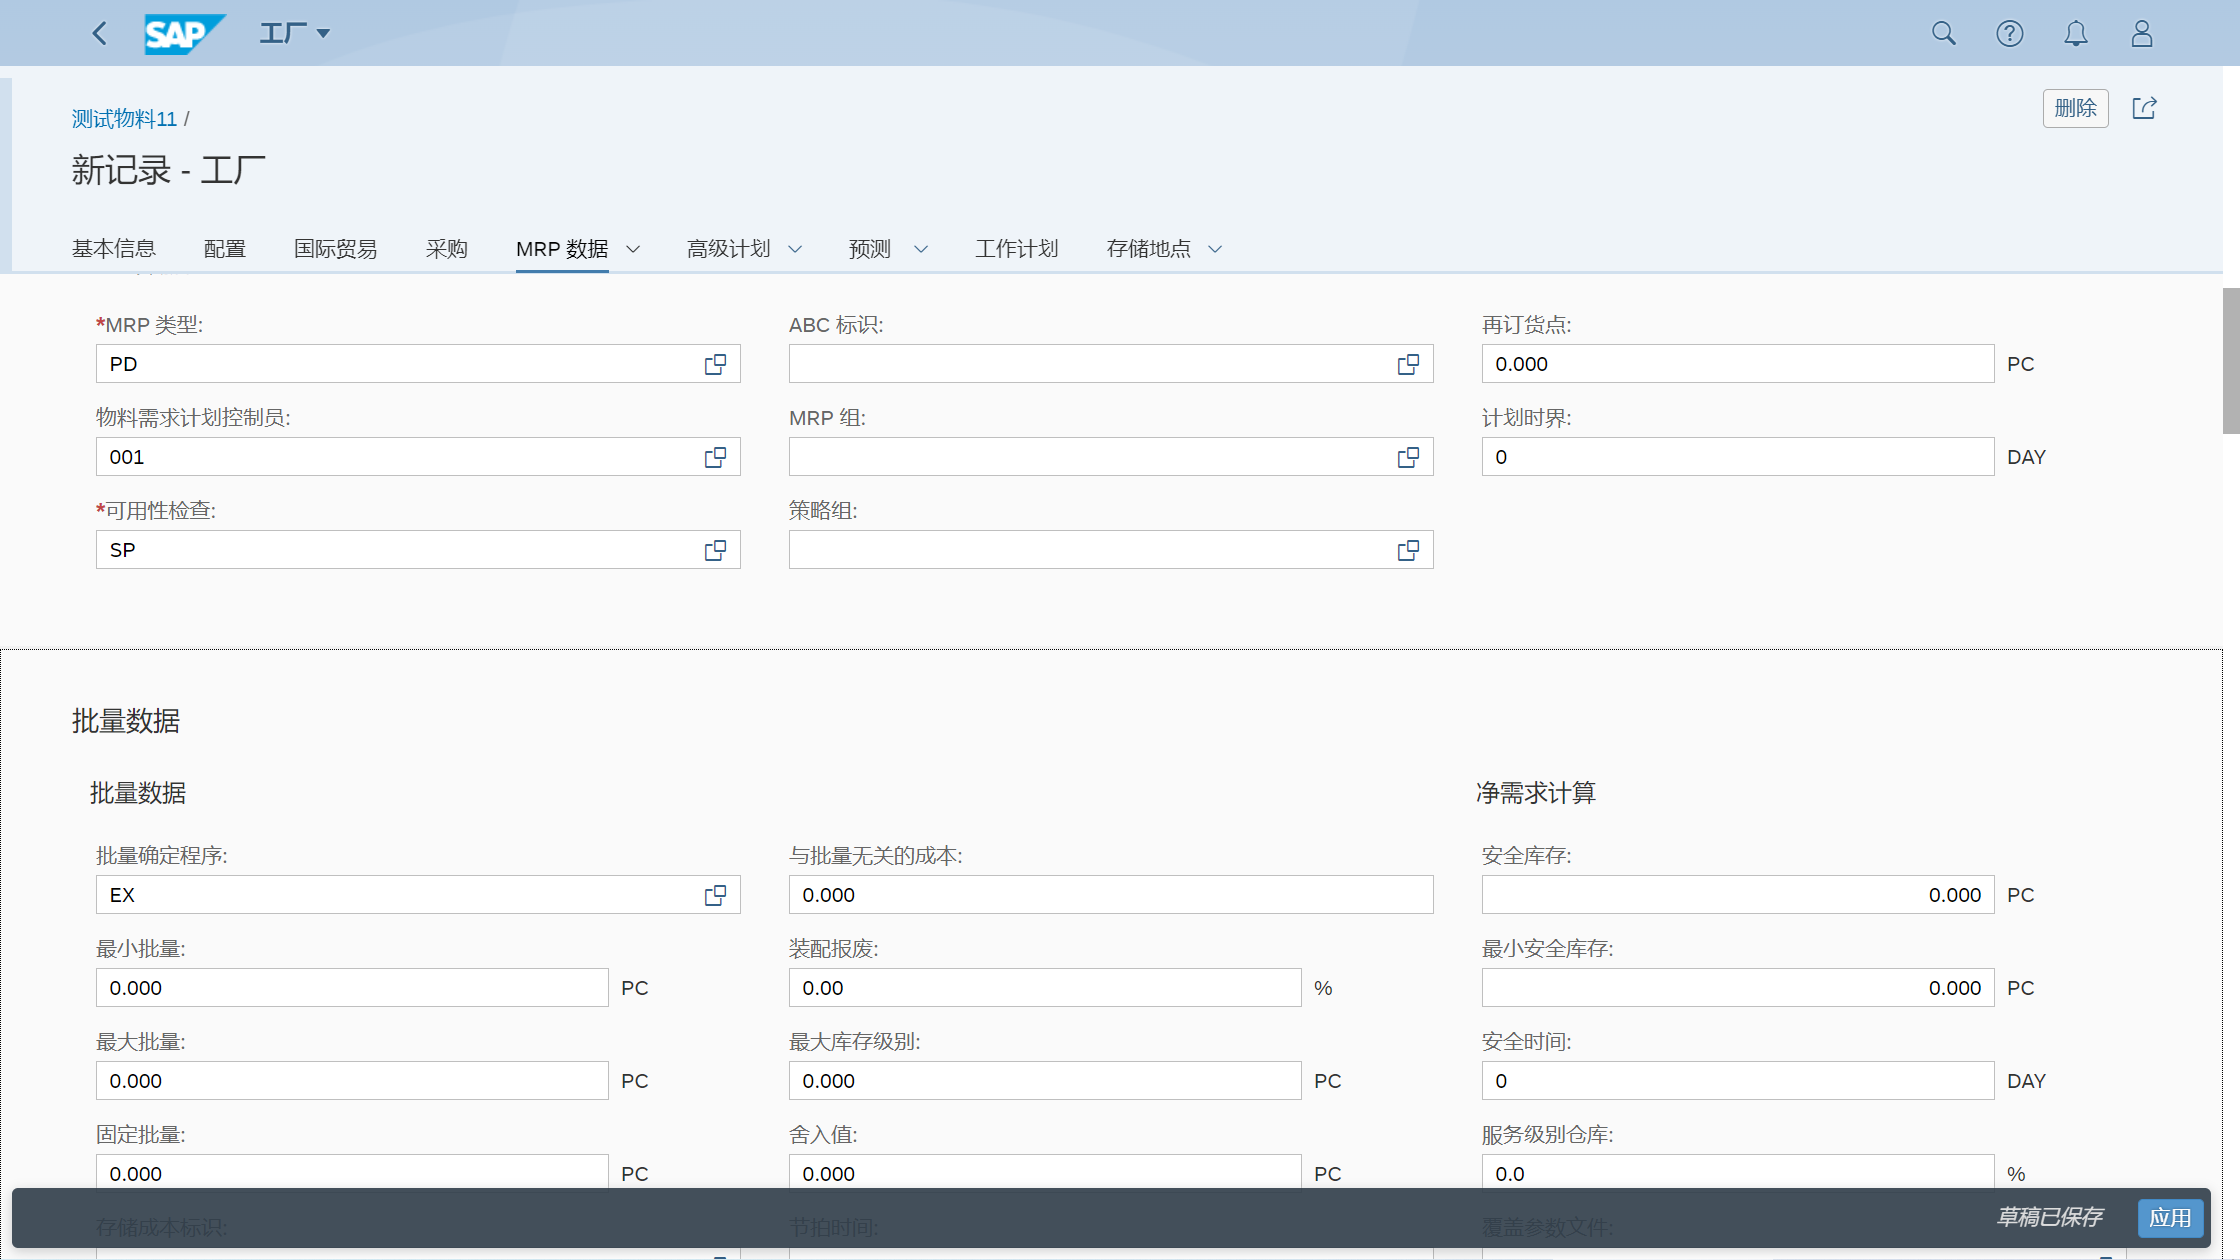 SAP 工厂
测试物料11 /
删除
新记录 - 工厂
基本信息 配置 国际贸易 采购 MRP 数据 高级计划 预测 工作计划 存储地点
*MRP 类型: ABC 标识: 再订货点:
PD 0.000 PC
物料需求计划控制员: MRP 组: 计划时界:
001 0 DAY
*可用性检查: 策略组:
SP
批量数据
批量数据 净需求计算
批量确定程序: 与批量无关的成本: 安全库存:
EX 0.000 0.000 PC
最小批量: 装配报废: 最小安全库存:
0.000 PC 0.00 % 0.000 PC
最大批量: 最大库存级别: 安全时间:
0.000 PC 0.000 PC 0 DAY
固定批量: 舍入值: 服务级别仓库:
0.000 PC 0.000 PC 0.0 %
存储成本标识: 节拍时间: 覆盖参数文件:
草稿已保存 应用